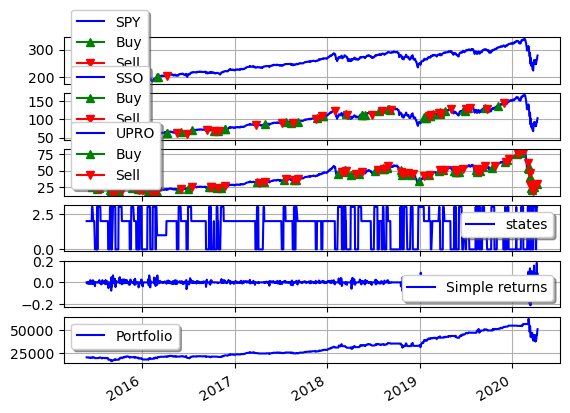 SPY
Buy
Sell
300
200
SSO
Buy
Sell
150
100
50
UPRO
Buy
Sell
75
50
25
states
2.5
0.0
Simple returns
0.2
0.0
−0.2
Portfolio
50000
25000
2016 2017 2018 2019 2020